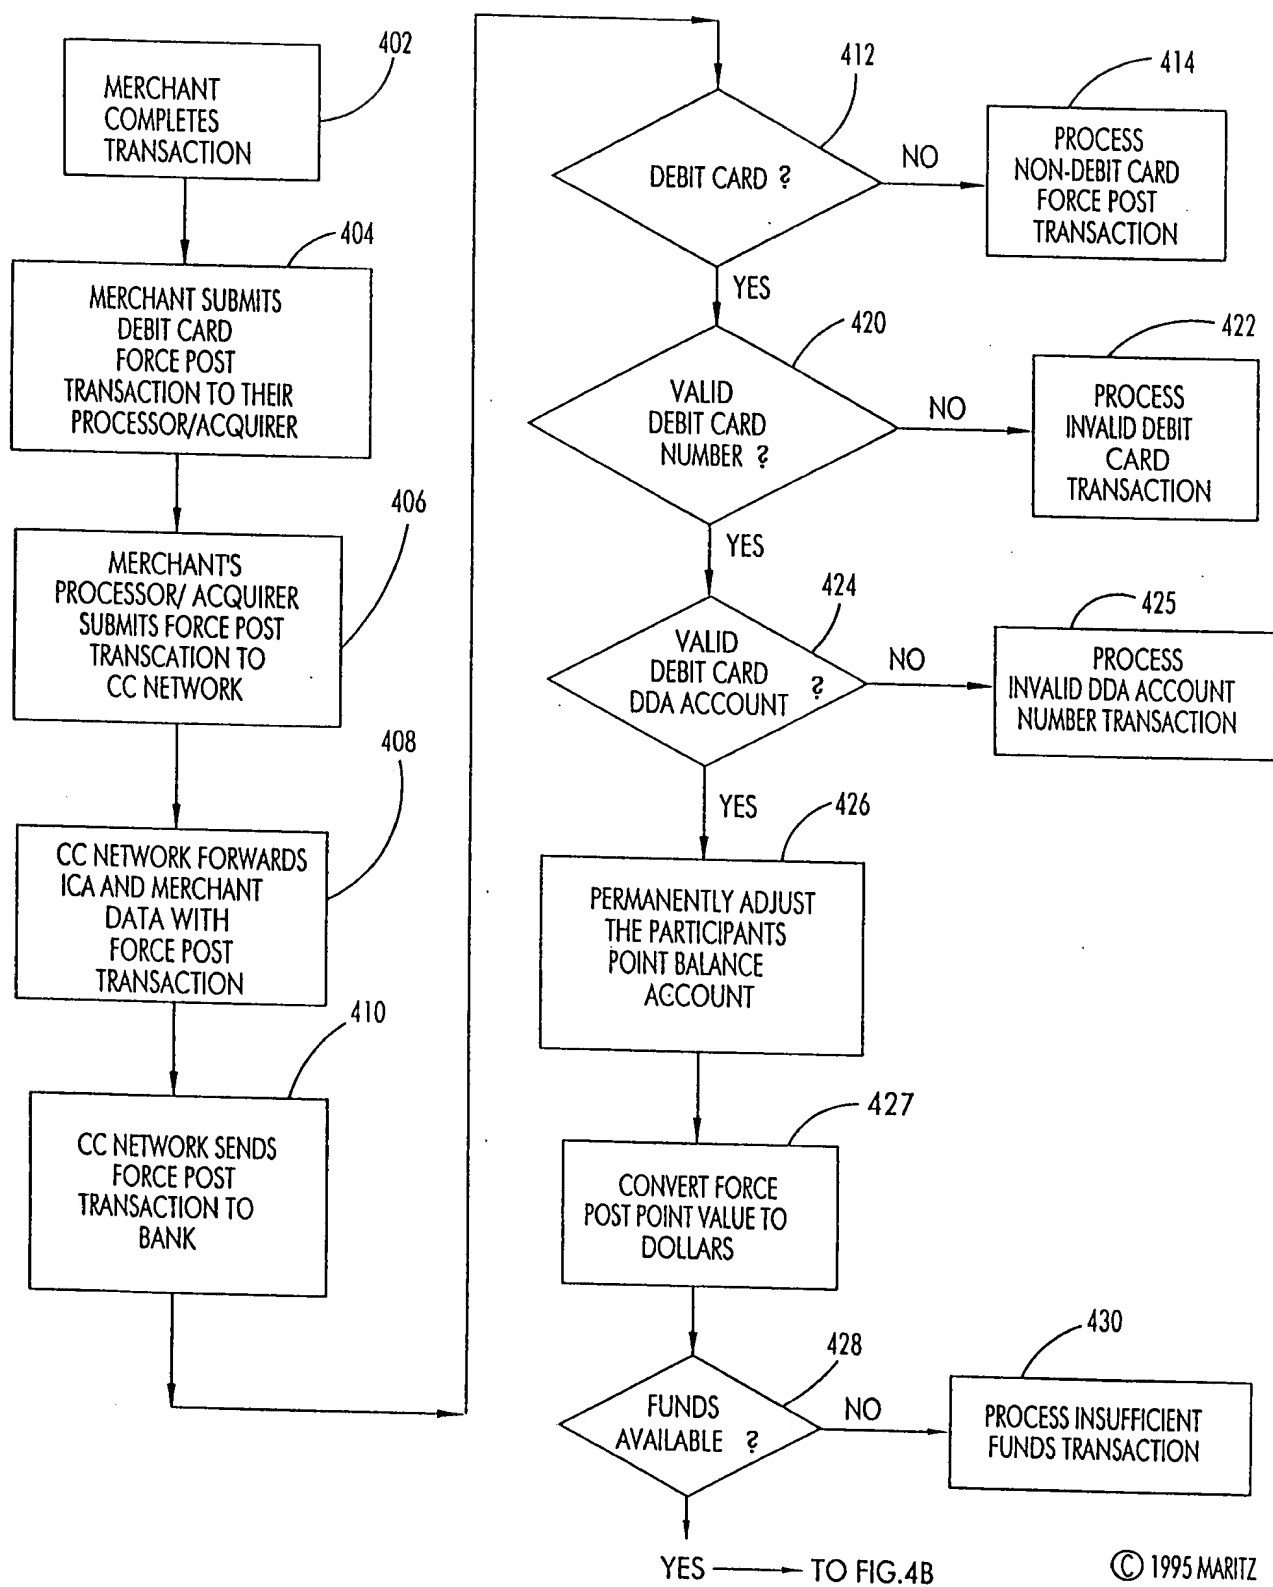 402
MERCHANT
COMPLETES
TRANSACTION
404
MERCHANT SUBMITS
DEBIT CARD
FORCE POST
TRANSACTION TO THEIR
PROCESSOR/ACQUIRER
406
MERCHANT'S
PROCESSOR/ ACQUIRER
SUBMITS FORCE POST
TRANSCATION TO
CC NETWORK
408
CC NETWORK FORWARDS
ICA AND MERCHANT
DATA WITH
FORCE POST
TRANSACTION
410
CC NETWORK SENDS
FORCE POST
TRANSACTION TO
BANK
412
DEBIT CARD ?
NO
414
PROCESS
NON-DEBIT CARD
FORCE POST
TRANSACTION
YES
420
VALID
DEBIT CARD
NUMBER ?
NO
422
PROCESS
INVALID DEBIT
CARD
TRANSACTION
YES
424
VALID
DEBIT CARD
DDA ACCOUNT ?
NO
425
PROCESS
INVALID DDA ACCOUNT
NUMBER TRANSACTION
YES
426
PERMANENTLY ADJUST
THE PARTICIPANTS
POINT BALANCE
ACCOUNT
427
CONVERT FORCE
POST POINT VALUE TO
DOLLARS
428
FUNDS
AVAILABLE ?
NO
430
PROCESS INSUFFICIENT
FUNDS TRANSACTION
YES → TO FIG.4B
© 1995 MARITZ